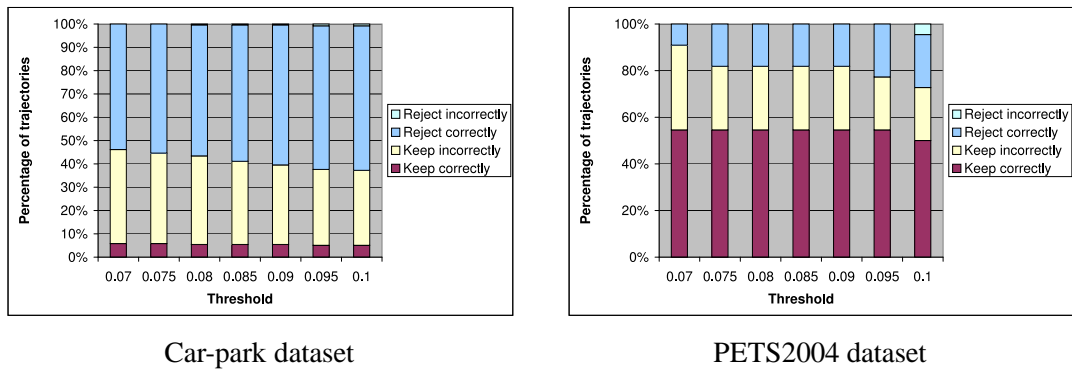 100%
90%
80%
70%
60%
50%
40%
30%
20%
10%
0%
Percentage of trajectories
0.07 0.075 0.08 0.085 0.09 0.095 0.1
Threshold
Reject incorrectly
Reject correctly
Keep incorrectly
Keep correctly
Car-park dataset
100%
80%
60%
40%
20%
0%
Percentage of trajectories
0.07 0.075 0.08 0.085 0.09 0.095 0.1
Threshold
Reject incorrectly
Reject correctly
Keep incorrectly
Keep correctly
PETS2004 dataset